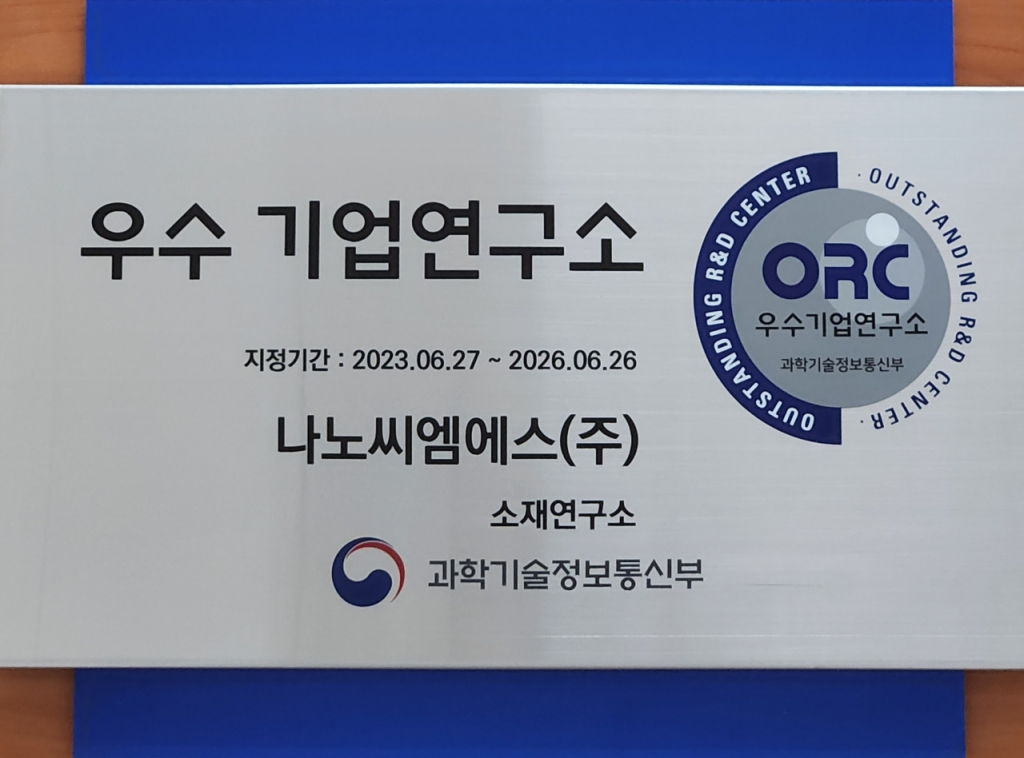 우수 기업연구소
지정기간 : 2023.06.27 ~ 2026.06.26
나노씨엠에스(주)
소재연구소
과학기술정보통신부
OUTSTANDING R&D CENTER
· OUTSTANDING R&D CENTER ·
ORC
우수기업연구소
과학기술정보통신부